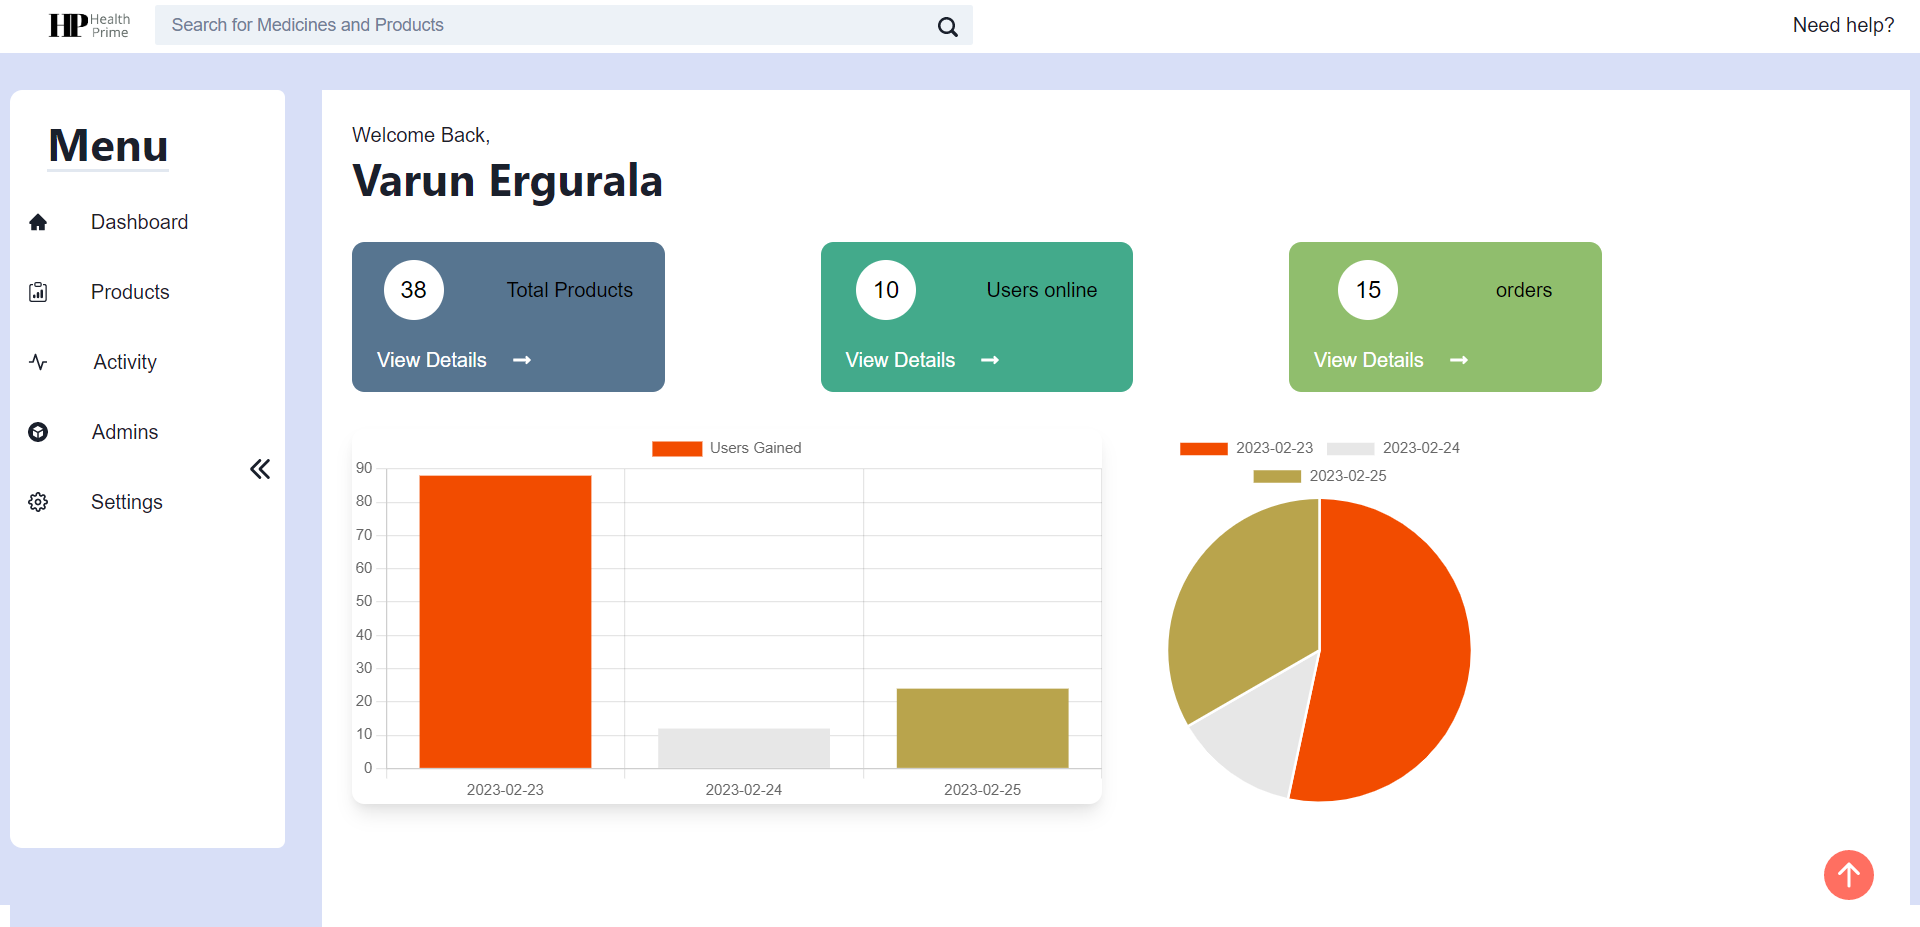 HP Health Prime
Search for Medicines and Products
Need help?
Menu
Dashboard
Products
Activity
Admins
Settings
Welcome Back,
Varun Ergurala
38 Total Products
View Details
10 Users online
View Details
15 orders
View Details
Users Gained
90
80
70
60
50
40
30
20
10
0
2023-02-23 2023-02-24 2023-02-25
2023-02-23 2023-02-24
2023-02-25